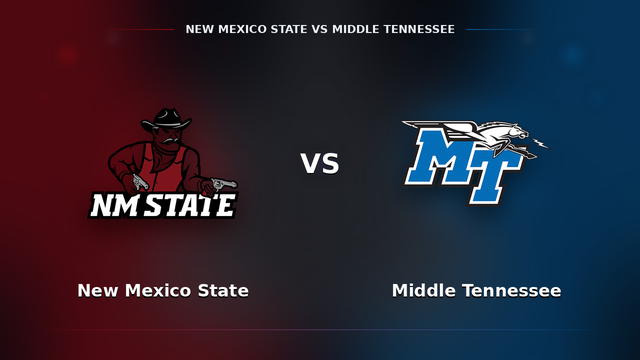 NEW MEXICO STATE VS MIDDLE TENNESSEE
NM STATE
VS
MT
New Mexico State
Middle Tennessee